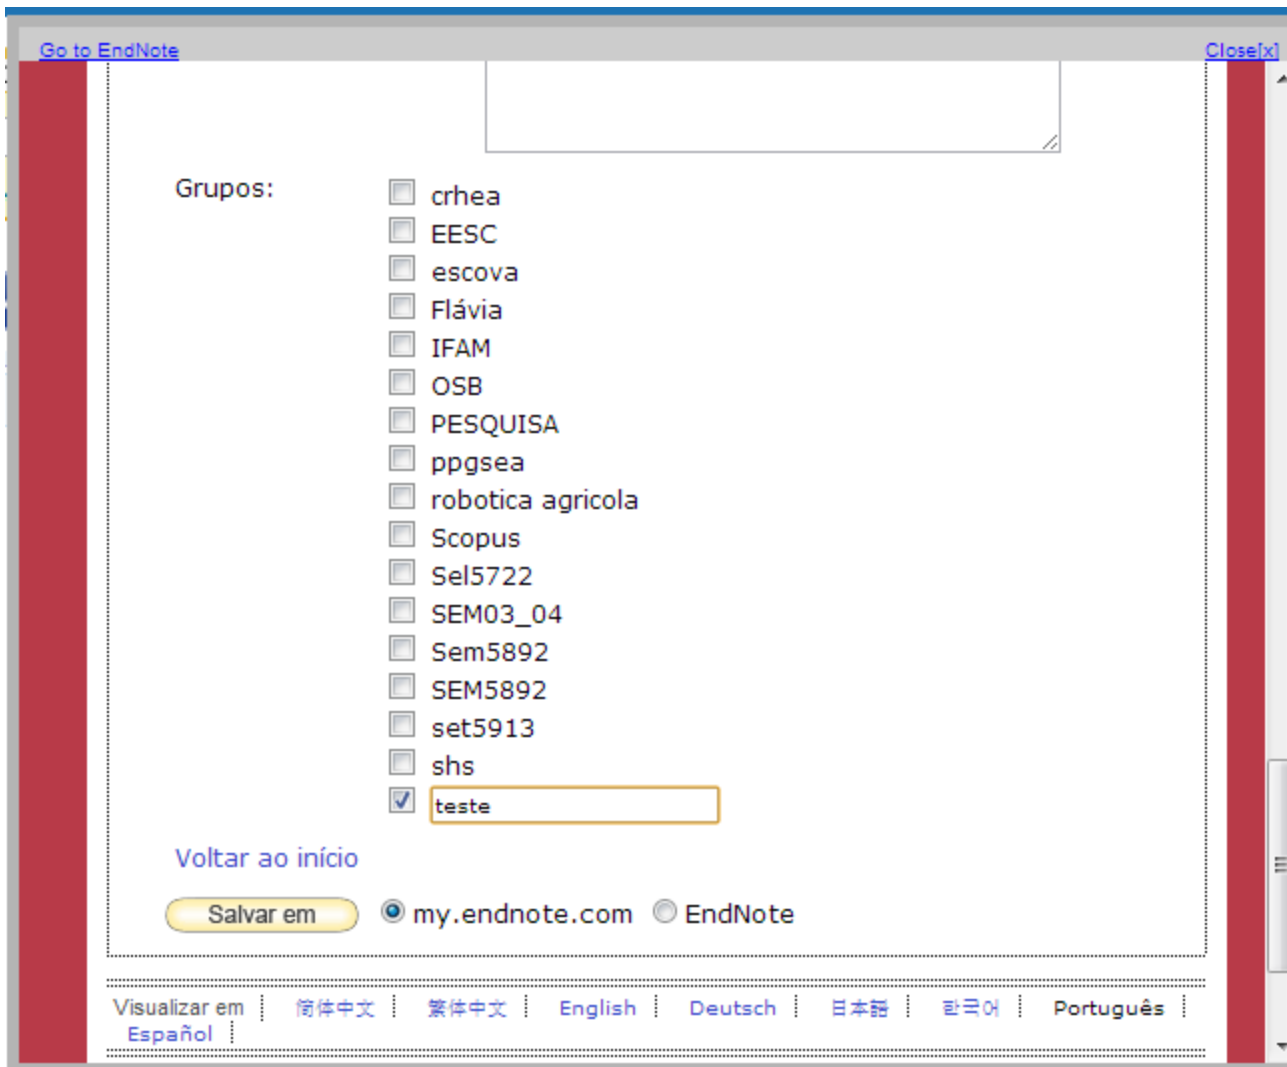 Go to EndNote Close[x]
Grupos:
crhea
EESC
escova
Flávia
IFAM
OSB
PESQUISA
ppgsea
robotica agricola
Scopus
Sel5722
SEM03_04
Sem5892
SEM5892
set5913
shs
teste
Voltar ao início
Salvar em my.endnote.com EndNote
Visualizar em 简体中文 繁体中文 English Deutsch 日本語 한국어 Português
Español